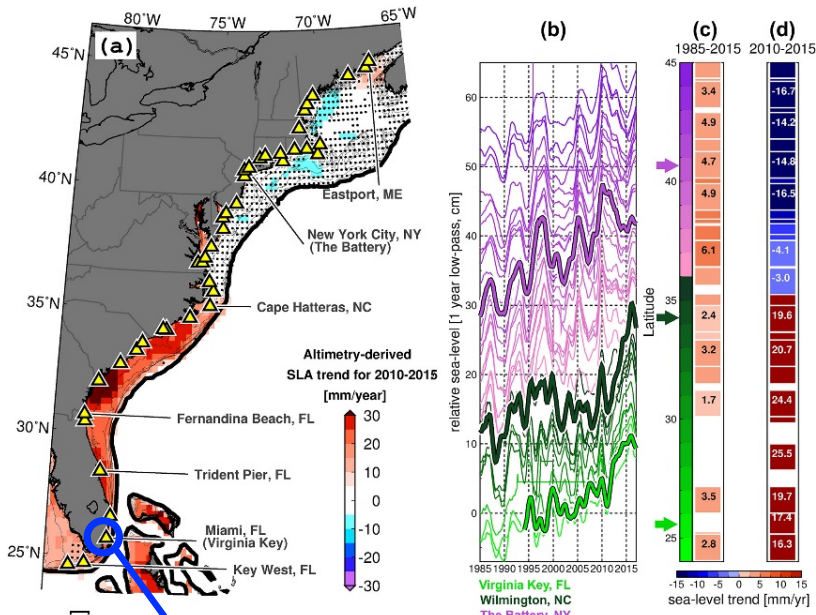 80°W 75°W 70°W 65°W
45°N
40°N
35°N
30°N
25°N
(a)
Eastport, ME
New York City, NY
(The Battery)
Cape Hatteras, NC
Altimetry-derived
SLA trend for 2010-2015
[mm/year]
30
20
10
0
-10
-20
-30
Fernandina Beach, FL
Trident Pier, FL
Miami, FL
(Virginia Key)
Key West, FL
(b)
relative sea-level [1 year low-pass, cm]
60
50
40
30
20
10
0
1985 1990 1995 2000 2005 2010 2015
Virginia Key, FL
Wilmington, NC
The Battery, NY
Latitude
45
40
35
30
25
(c)
1985-2015
3.4
4.9
4.7
4.9
6.1
2.4
3.2
1.7
3.5
2.8
(d)
2010-2015
-16.7
-14.2
-14.8
-16.5
-4.1
-3.0
19.6
20.7
24.4
25.5
19.7
17.4
16.3
-15 -10 -5 0 5 10 15
sea-level trend [mm/yr]